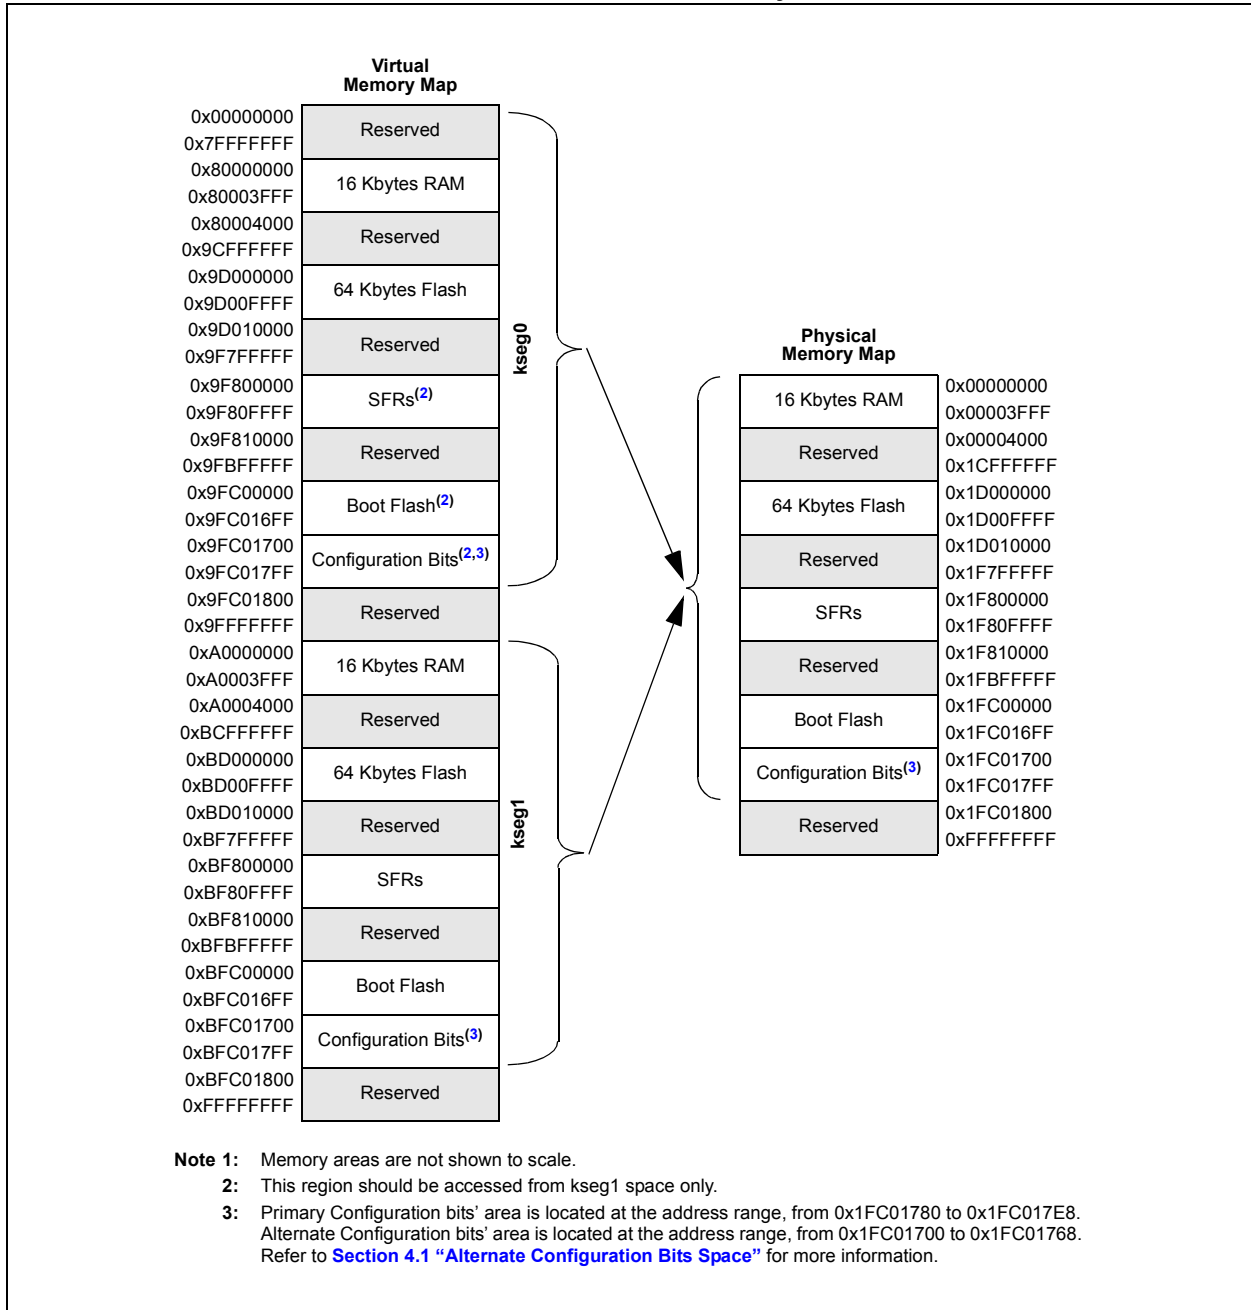 Virtual
Memory Map
0x00000000
Reserved
0x7FFFFFFF
0x80000000
16 Kbytes RAM
0x80003FFF
0x80004000
Reserved
0x9CFFFFFF
0x9D000000
64 Kbytes Flash
0x9D00FFFF
0x9D010000
Reserved
0x9F7FFFFF
0x9F800000
SFRs(2)
0x9F80FFFF
0x9F810000
Reserved
0x9FBFFFFF
0x9FC00000
Boot Flash(2)
0x9FC016FF
0x9FC01700
Configuration Bits(2,3)
0x9FC017FF
0x9FC01800
Reserved
0x9FFFFFFF
0xA0000000
16 Kbytes RAM
0xA0003FFF
0xA0004000
Reserved
0xBCFFFFFF
0xBD000000
64 Kbytes Flash
0xBD00FFFF
0xBD010000
Reserved
0xBF7FFFFF
0xBF800000
SFRs
0xBF80FFFF
0xBF810000
Reserved
0xBFBFFFFF
0xBFC00000
Boot Flash
0xBFC016FF
0xBFC01700
Configuration Bits(3)
0xBFC017FF
0xBFC01800
Reserved
0xFFFFFFFF
kseg0
kseg1
Physical
Memory Map
16 Kbytes RAM
0x00000000
0x00003FFF
Reserved
0x00004000
0x1CFFFFFF
64 Kbytes Flash
0x1D000000
0x1D00FFFF
Reserved
0x1D010000
0x1F7FFFFF
SFRs
0x1F800000
0x1F80FFFF
Reserved
0x1F810000
0x1FBFFFFF
Boot Flash
0x1FC00000
0x1FC016FF
Configuration Bits(3)
0x1FC01700
0x1FC017FF
Reserved
0x1FC01800
0xFFFFFFFF
Note 1: Memory areas are not shown to scale.
2: This region should be accessed from kseg1 space only.
3: Primary Configuration bits’ area is located at the address range, from 0x1FC01780 to 0x1FC017E8.
Alternate Configuration bits’ area is located at the address range, from 0x1FC01700 to 0x1FC01768.
Refer to Section 4.1 “Alternate Configuration Bits Space” for more information.